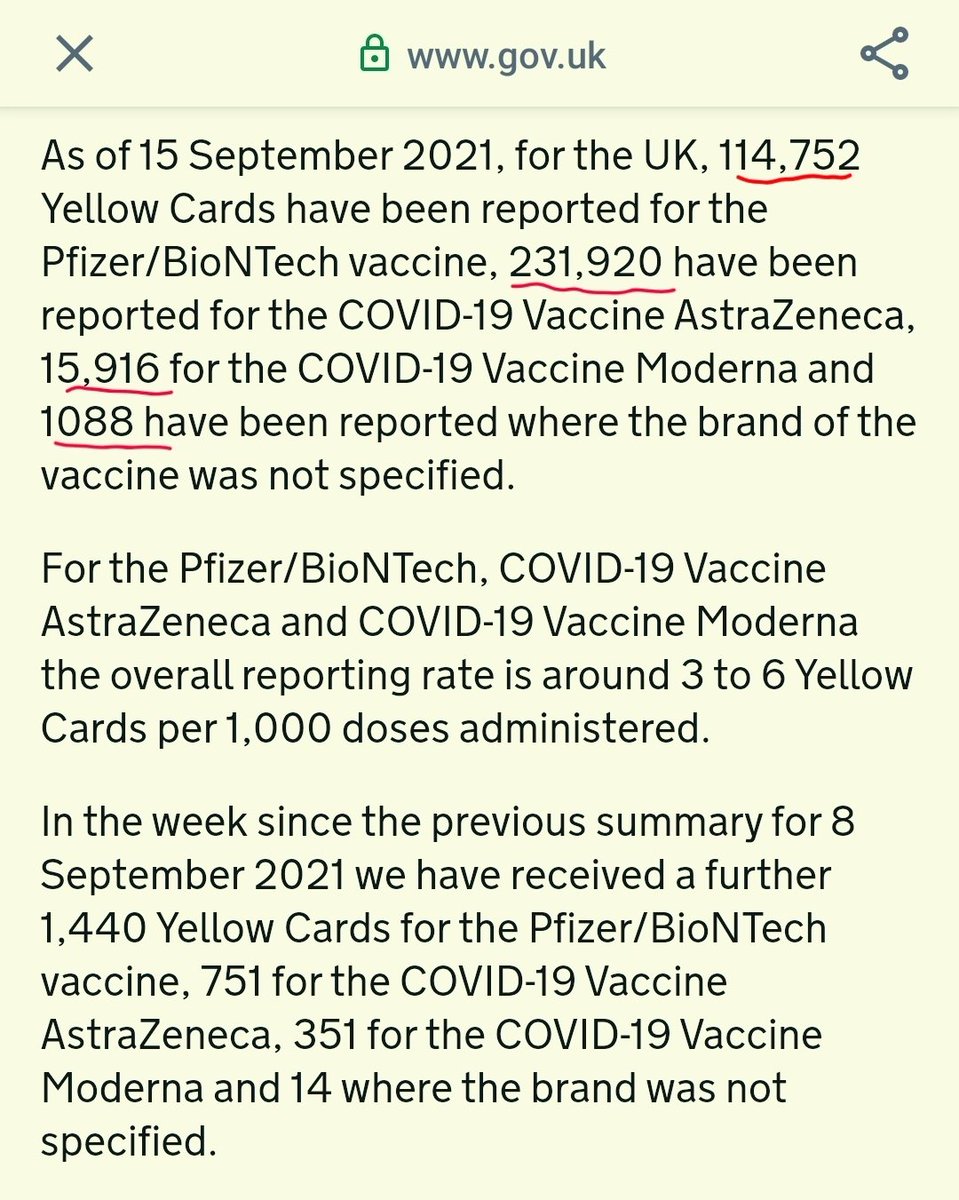 www.gov.uk
As of 15 September 2021, for the UK, 114,752
Yellow Cards have been reported for the
Pfizer/BioNTech vaccine, 231,920 have been
reported for the COVID-19 Vaccine AstraZeneca,
15,916 for the COVID-19 Vaccine Moderna and
1088 have been reported where the brand of the
vaccine was not specified.
For the Pfizer/BioNTech, COVID-19 Vaccine
AstraZeneca and COVID-19 Vaccine Moderna
the overall reporting rate is around 3 to 6 Yellow
Cards per 1,000 doses administered.
In the week since the previous summary for 8
September 2021 we have received a further
1,440 Yellow Cards for the Pfizer/BioNTech
vaccine, 751 for the COVID-19 Vaccine
AstraZeneca, 351 for the COVID-19 Vaccine
Moderna and 14 where the brand was not
specified.